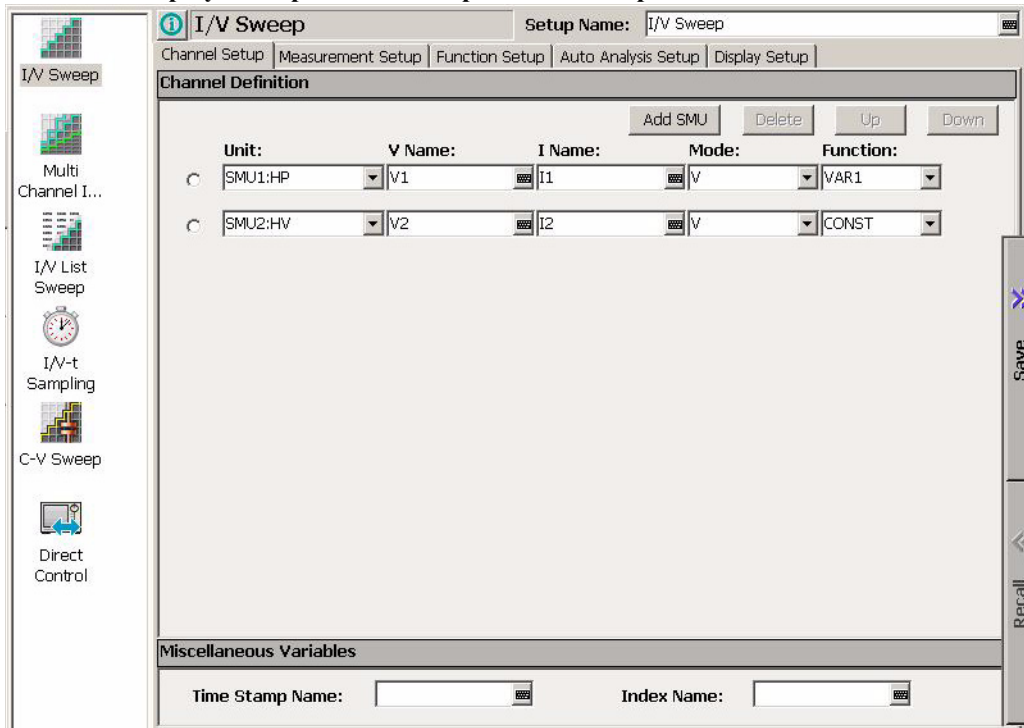 I/V Sweep
Setup Name:
I/V Sweep
Channel Setup
Measurement Setup
Function Setup
Auto Analysis Setup
Display Setup
I/V Sweep
Multi
Channel I...
I/V List
Sweep
I/V-t
Sampling
C-V Sweep
Direct
Control
Channel Definition
Add SMU
Delete
Up
Down
Unit:
V Name:
I Name:
Mode:
Function:
SMU1:HP
V1
I1
V
VAR1
SMU2:HV
V2
I2
V
CONST
Save
Recall
Miscellaneous Variables
Time Stamp Name:
Index Name: